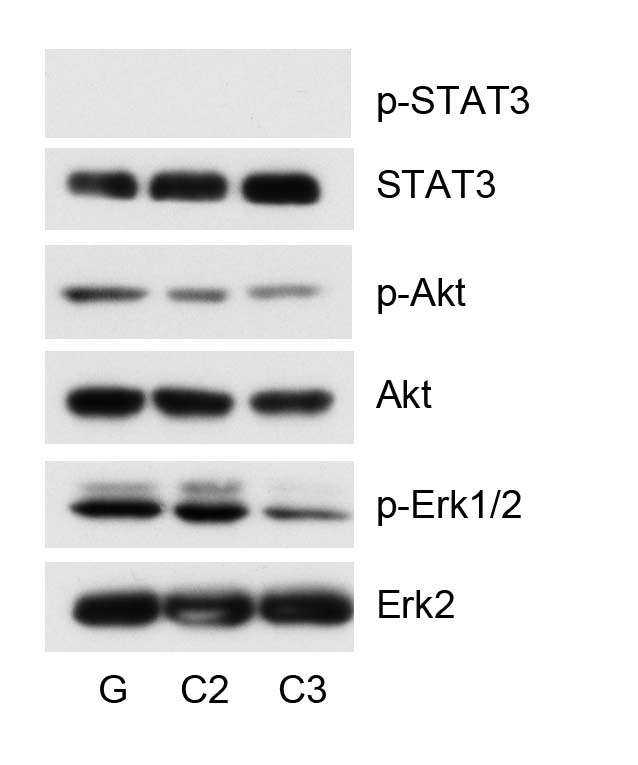 p-STAT3
STAT3
p-Akt
Akt
p-Erk1/2
Erk2
G C2 C3